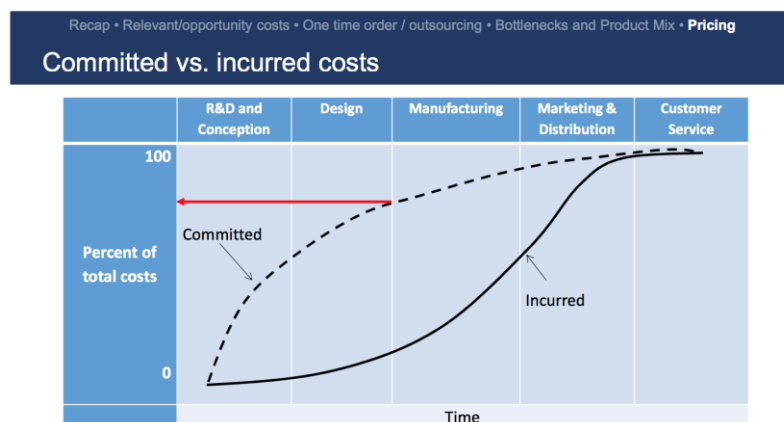 Recap • Relevant/opportunity costs • One time order / outsourcing • Bottlenecks and Product Mix • Pricing
Committed vs. incurred costs
R&D and
Conception
Design
Manufacturing
Marketing &
Distribution
Customer
Service
100
Committed
Percent of
total costs
Incurred
0
Time